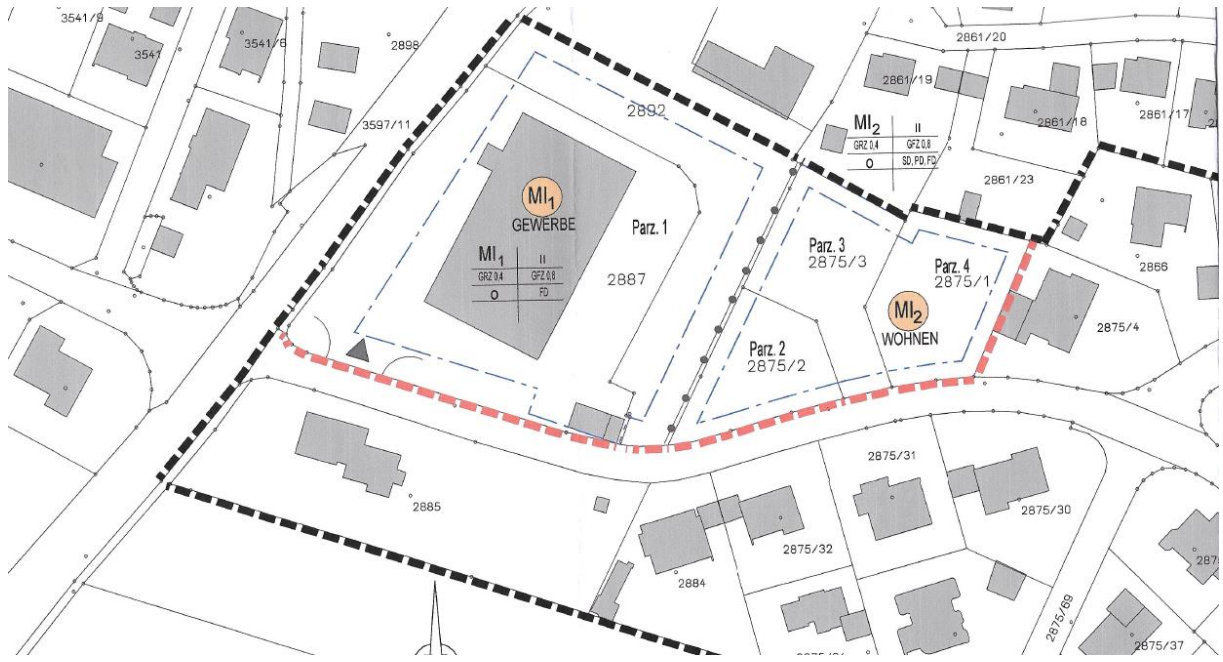 3541/9
3541
3541/6
2898
2861/20
2861/19
2861/18
2861/17
2892
3597/11
MI2 II
GRZ 0,4 GFZ 0,8
O SD, PD, FD
2861/23
MI1
GEWERBE
Parz. 1
MI1 II
GRZ 0,4 GFZ 0,8
O FD
2887
Parz. 3
2875/3
Parz. 4
2875/1
2866
MI2
WOHNEN
2875/4
Parz. 2
2875/2
2885
2875/31
2875/30
2875/32
2884
2875/69
2875/37